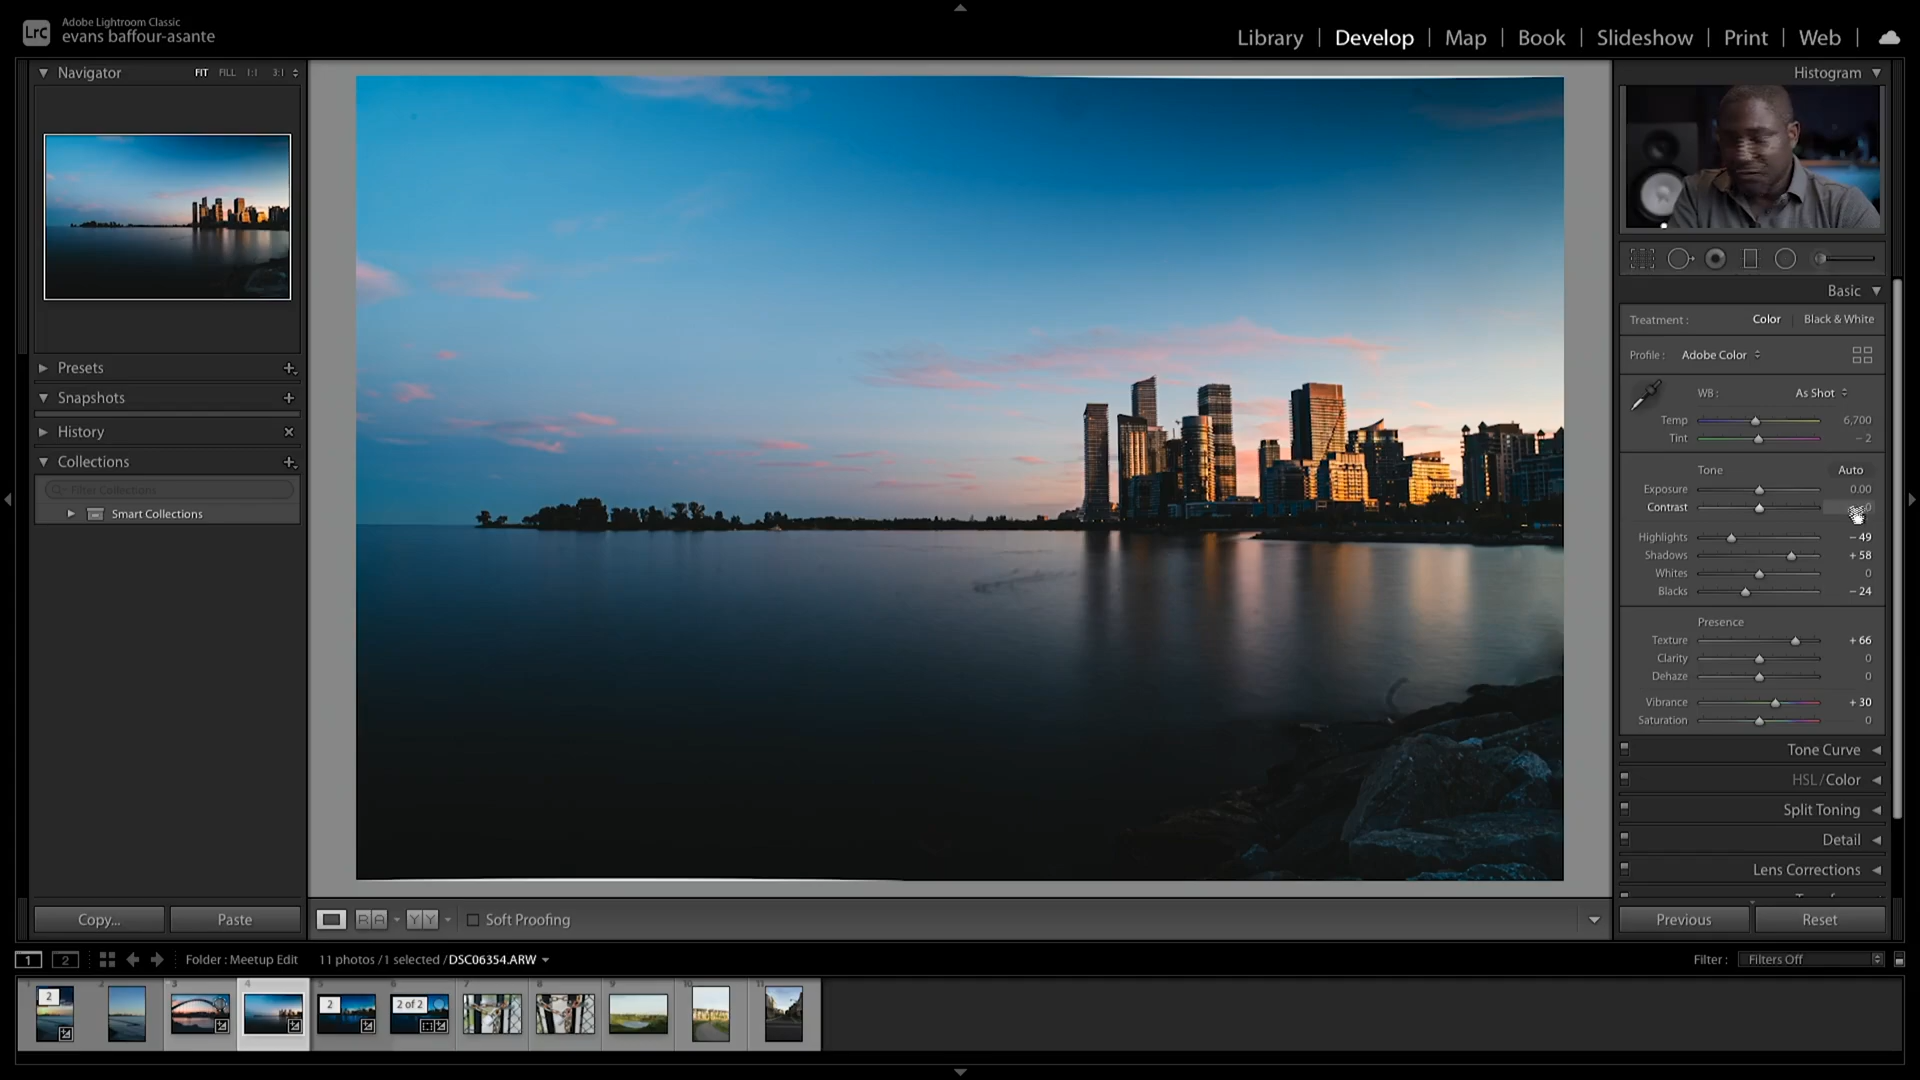 LrC
Adobe Lightroom Classic
evans baffour-asante
Library | Develop | Map | Book | Slideshow | Print | Web |
Navigator FIT FILL 1:1 3:1
Presets
Snapshots
History
Collections
Filter Collections
Smart Collections
Copy... Paste
Soft Proofing
Histogram
Basic
Treatment : Color Black & White
Profile : Adobe Color
WB : As Shot
Temp 6,700
Tint - 2
Tone Auto
Exposure 0.00
Contrast
Highlights - 49
Shadows + 58
Whites 0
Blacks - 24
Presence
Texture + 66
Clarity 0
Dehaze 0
Vibrance + 30
Saturation 0
Tone Curve
HSL / Color
Split Toning
Detail
Lens Corrections
Previous Reset
1 2 Folder : Meetup Edit 11 photos / 1 selected / DSC06354.ARW Filter : Filters Off
2 2 2 of 2